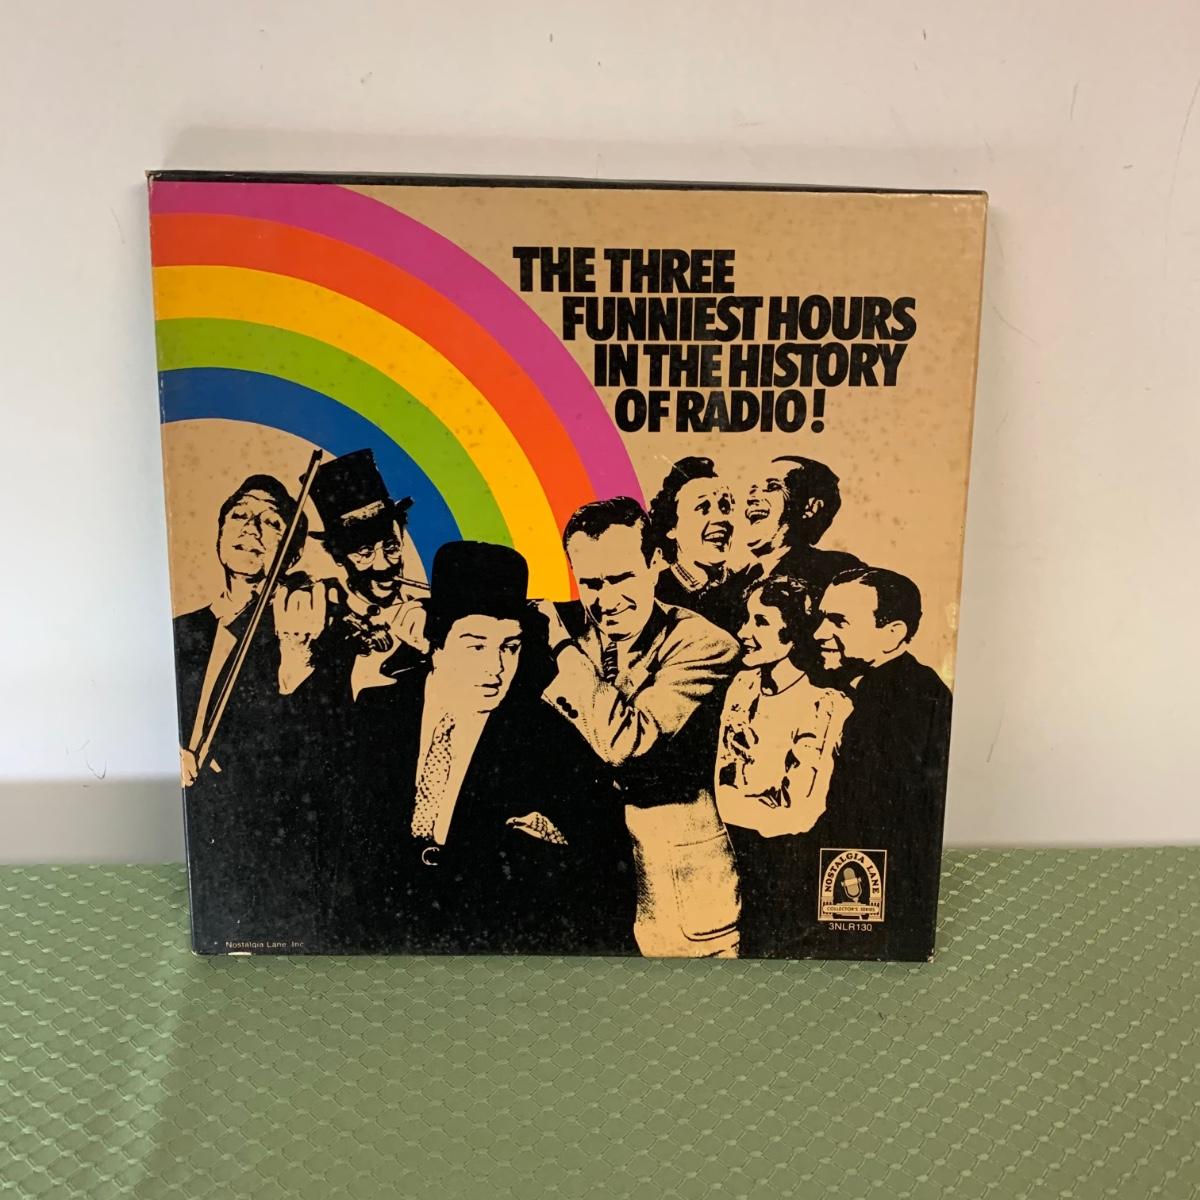 THE THREE
FUNNIEST HOURS
IN THE HISTORY
OF RADIO!
NOSTALGIA LANE
COLLECTOR'S SERIES
3NLR130
Nostalgia Lane, Inc.